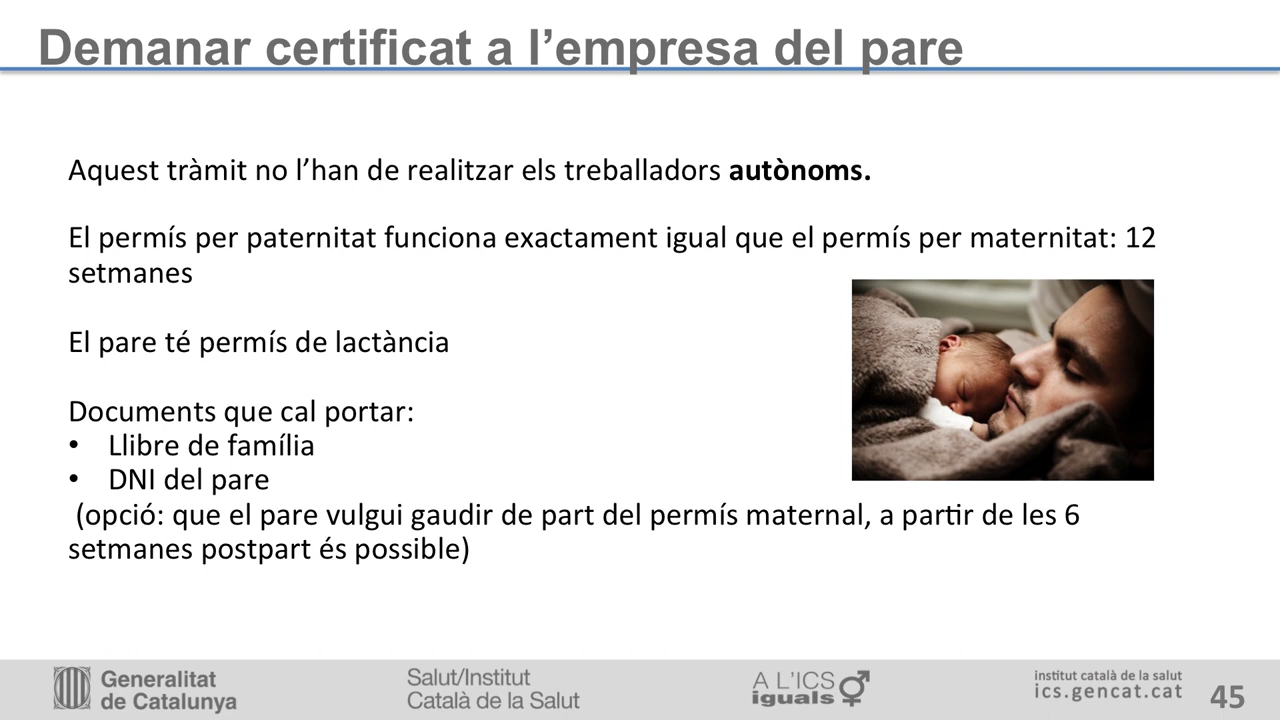 Demanar certificat a l’empresa del pare
Aquest tràmit no l’han de realitzar els treballadors autònoms.
El permís per paternitat funciona exactament igual que el permís per maternitat: 12
setmanes
El pare té permís de lactància
Documents que cal portar:
• Llibre de família
• DNI del pare
(opció: que el pare vulgui gaudir de part del permís maternal, a partir de les 6
setmanes postpart és possible)
Generalitat
de Catalunya
Salut/Institut
Català de la Salut
A L'ICS
iguals
institut català de la salut
ics.gencat.cat
45